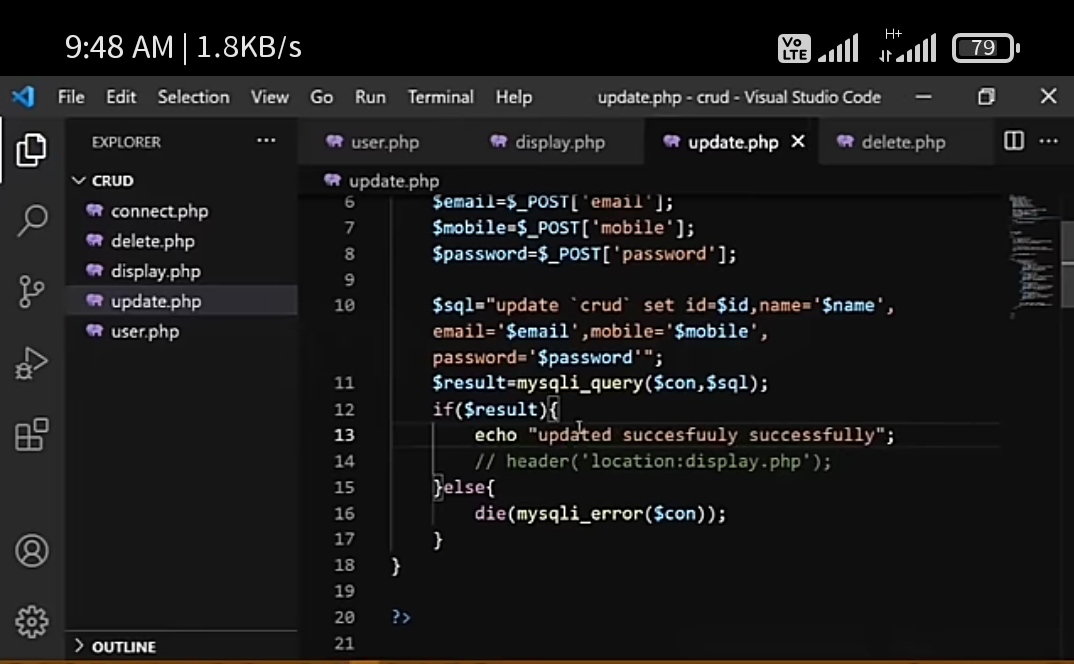 9:48 AM | 1.8KB/s
Vo LTE H+ 79
File Edit Selection View Go Run Terminal Help update.php - crud - Visual Studio Code
EXPLORER ... user.php display.php update.php delete.php ...
CRUD
update.php
connect.php
delete.php
display.php
update.php
user.php
6 $email=$_POST['email'];
7 $mobile=$_POST['mobile'];
8 $password=$_POST['password'];
9
10 $sql="update `crud` set id=$id,name='$name',
email='$email',mobile='$mobile',
password='$password'";
11 $result=mysqli_query($con,$sql);
12 if($result){
13 echo "updated succesfuuly successfully";
14 // header('location:display.php');
15 }else{
16 die(mysqli_error($con));
17 }
18 }
19
20 ?>
21
OUTLINE